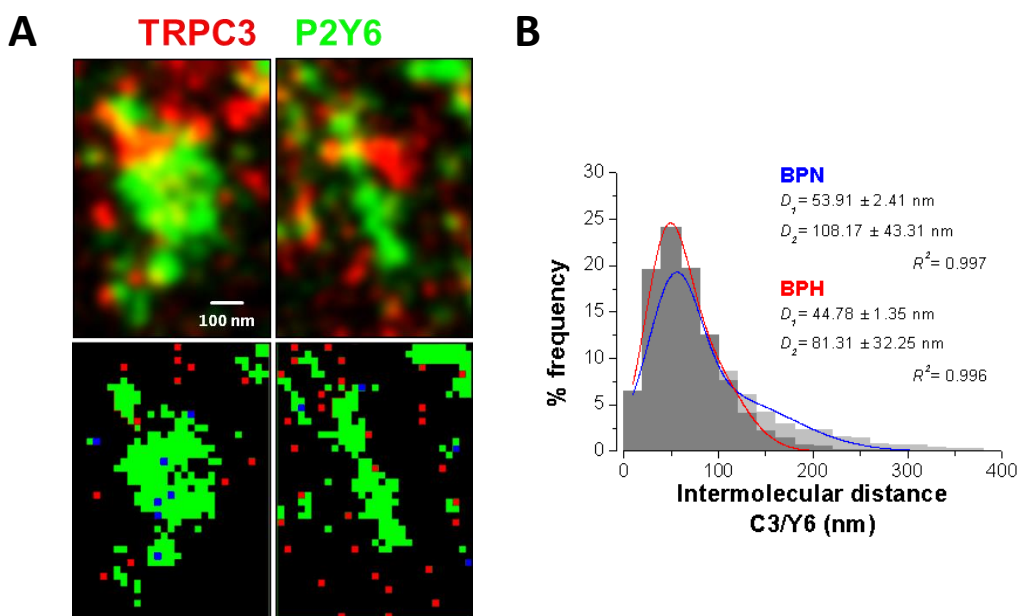 A
TRPC3 P2Y6
100 nm
B
% frequency
30
25
20
15
10
5
0
BPN
D1 = 53.91 ± 2.41 nm
D2 = 108.17 ± 43.31 nm
R2 = 0.997
BPH
D1 = 44.78 ± 1.35 nm
D2 = 81.31 ± 32.25 nm
R2 = 0.996
0 100 200 300 400
Intermolecular distance
C3/Y6 (nm)